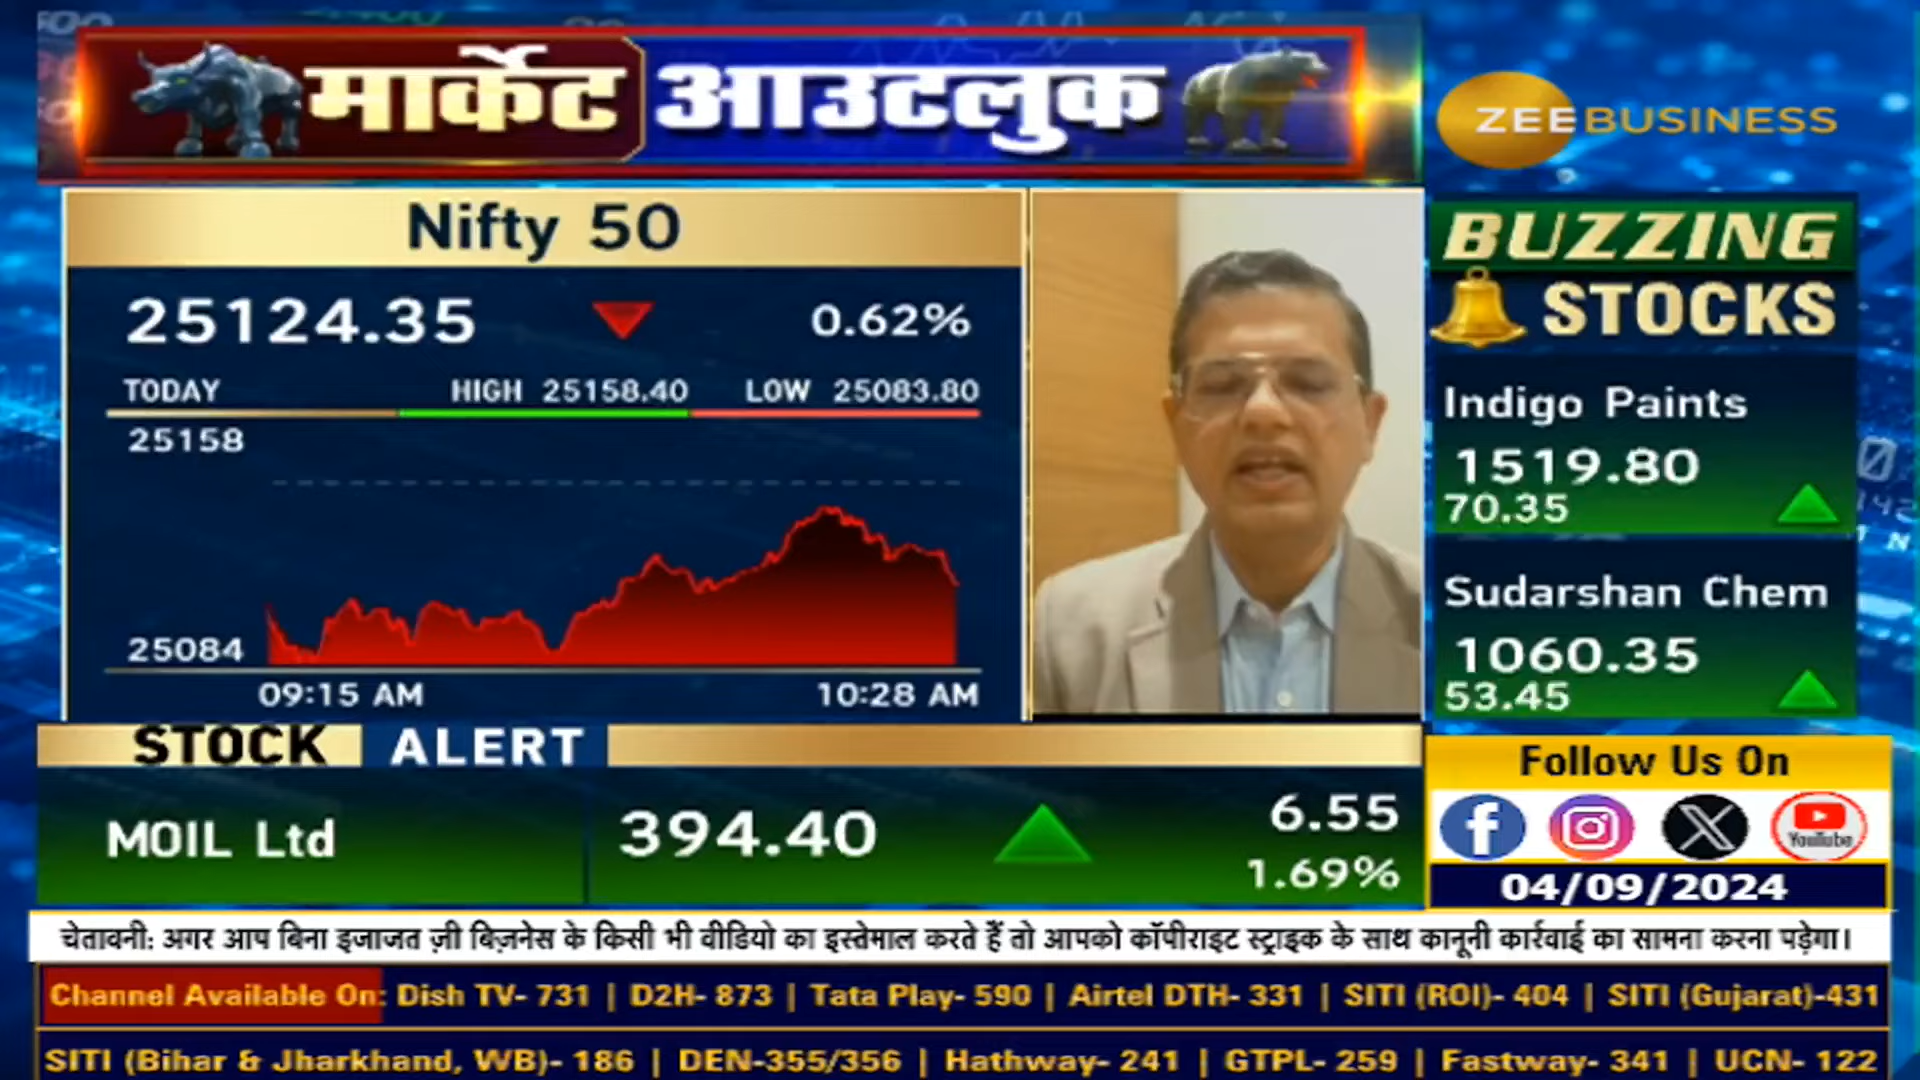 मार्केट आउटलुक
ZEEBUSINESS
Nifty 50
25124.35 0.62%
TODAY HIGH 25158.40 LOW 25083.80
25158
25084
09:15 AM 10:28 AM
BUZZING
STOCKS
Indigo Paints
1519.80
70.35
Sudarshan Chem
1060.35
53.45
STOCK ALERT
MOIL Ltd 394.40 6.55
1.69%
Follow Us On
YouTube
04/09/2024
चेतावनी: अगर आप बिना इजाजत ज़ी बिज़नेस के किसी भी वीडियो का इस्तेमाल करते हैं तो आपको कॉपीराइट स्ट्राइक के साथ कानूनी कार्रवाई का सामना करना पड़ेगा।
Channel Available On: Dish TV- 731 | D2H- 873 | Tata Play- 590 | Airtel DTH- 331 | SITI (ROI)- 404 | SITI (Gujarat)-431
SITI (Bihar & Jharkhand, WB)- 186 | DEN-355/356 | Hathway- 241 | GTPL- 259 | Fastway- 341 | UCN- 122